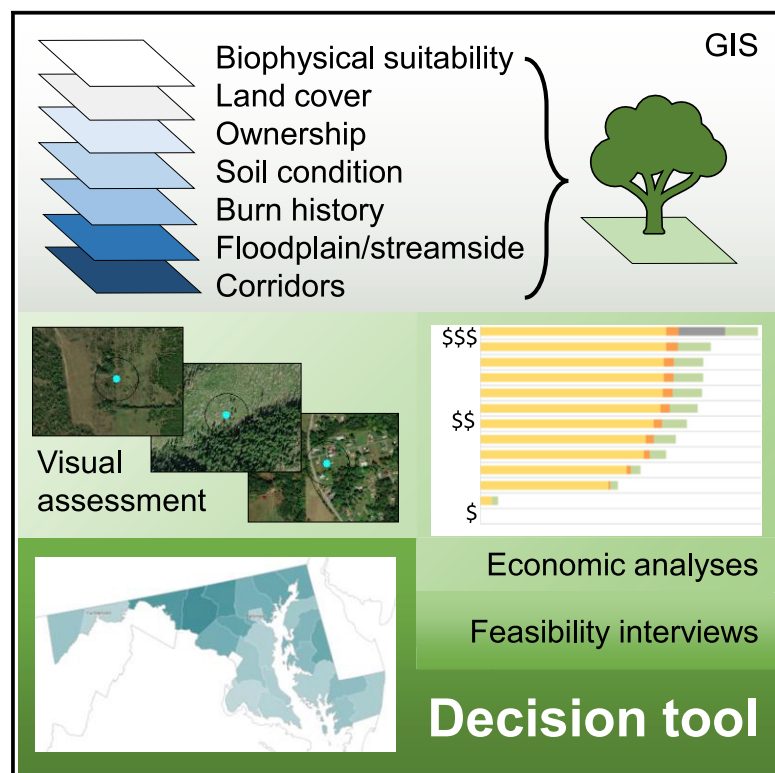 GIS
Biophysical suitability
Land cover
Ownership
Soil condition
Burn history
Floodplain/streamside
Corridors
Visual
assessment
$$$
$$
$
Economic analyses
Feasibility interviews
Decision tool